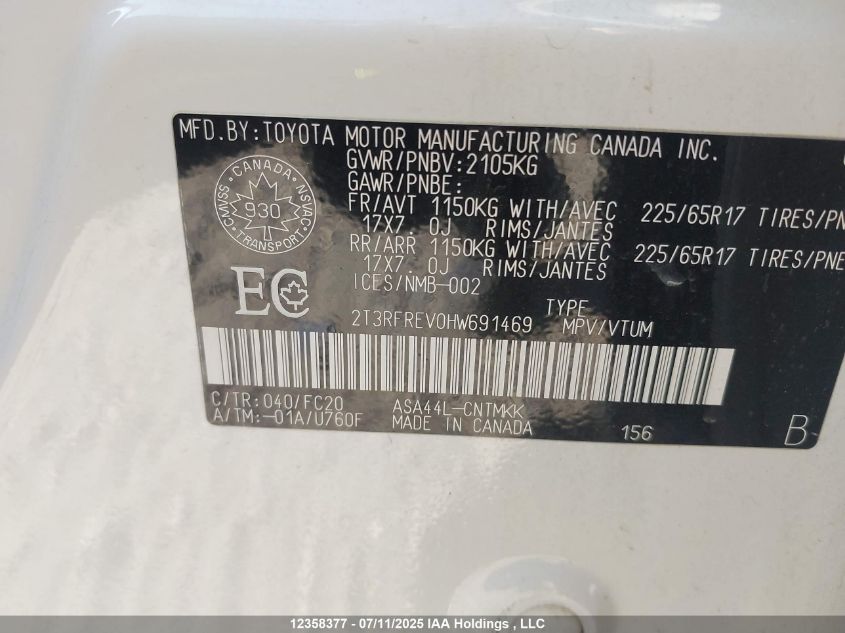 MFD.BY:TOYOTA MOTOR MANUFACTURING CANADA INC.
GVWR/PNBV:2105KG
GAWR/PNBE:
FR/AVT 1150KG WITH/AVEC 225/65R17 TIRES/PN
17X7.0J RIMS/JANTES
RR/ARR 1150KG WITH/AVEC 225/65R17 TIRES/PNE
17X7.0J RIMS/JANTES
ICES/NMB-002
CANADA
CMVSS 930 NSVAC
TRANSPORT
EC
TYPE
2T3RFREV0HW691469 MPV/VTUM
C/TR:040/FC20 ASA44L-CNTMKK
A/TM:-01A/U760F MADE IN CANADA
156 B
12358377 - 07/11/2025 IAA Holdings , LLC